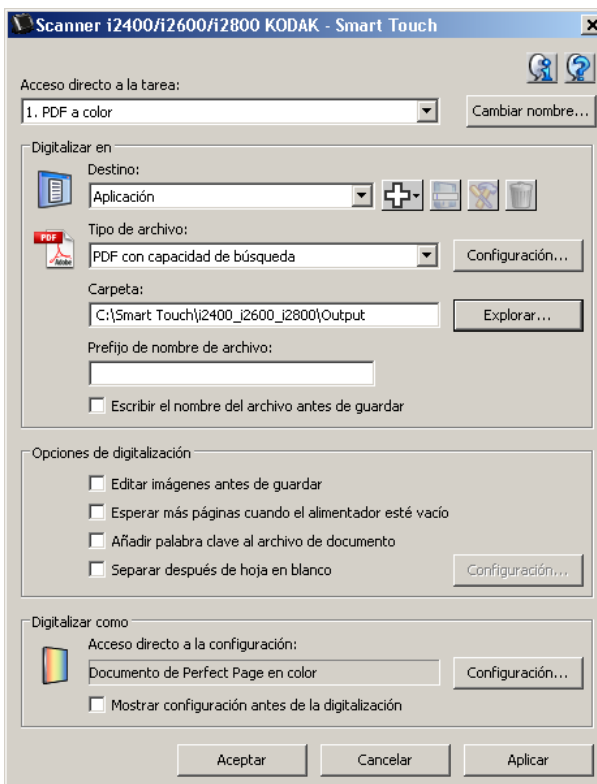 Scanner i2400/i2600/i2800 KODAK - Smart Touch
Acceso directo a la tarea:
1. PDF a color
Cambiar nombre...
Digitalizar en
Destino:
Aplicación
PDF
Adobe
Tipo de archivo:
PDF con capacidad de búsqueda
Configuración...
Carpeta:
C:\Smart Touch\i2400_i2600_i2800\Output
Explorar...
Prefijo de nombre de archivo:
Escribir el nombre del archivo antes de guardar
Opciones de digitalización
Editar imágenes antes de guardar
Esperar más páginas cuando el alimentador esté vacío
Añadir palabra clave al archivo de documento
Separar después de hoja en blanco
Configuración...
Digitalizar como
Acceso directo a la configuración:
Documento de Perfect Page en color
Configuración...
Mostrar configuración antes de la digitalización
Aceptar
Cancelar
Aplicar